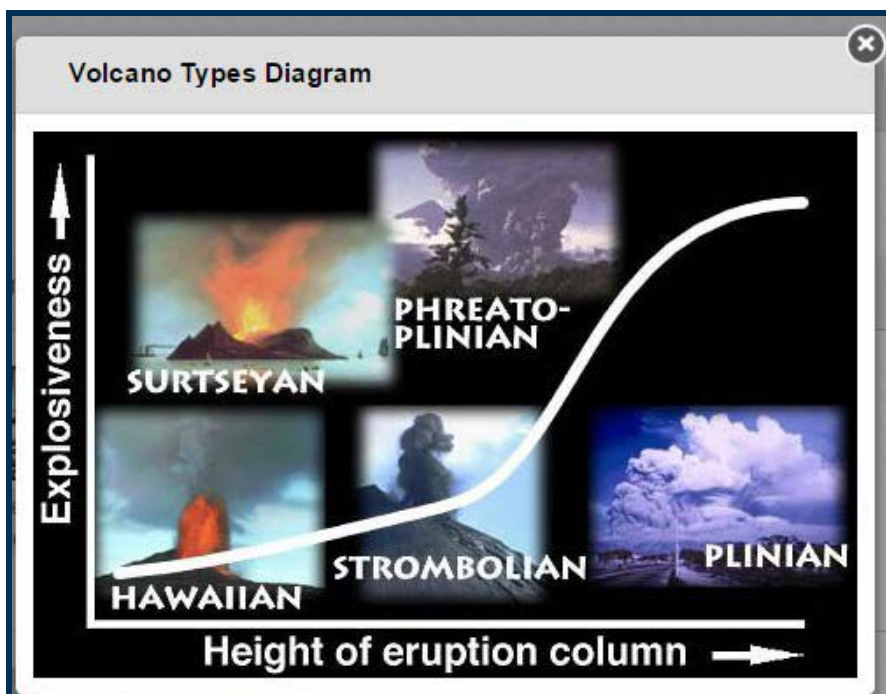 Volcano Types Diagram
Explosiveness
PHREATO-
PLINIAN
SURTSEYAN
STROMBOLIAN
PLINIAN
HAWAIIAN
Height of eruption column